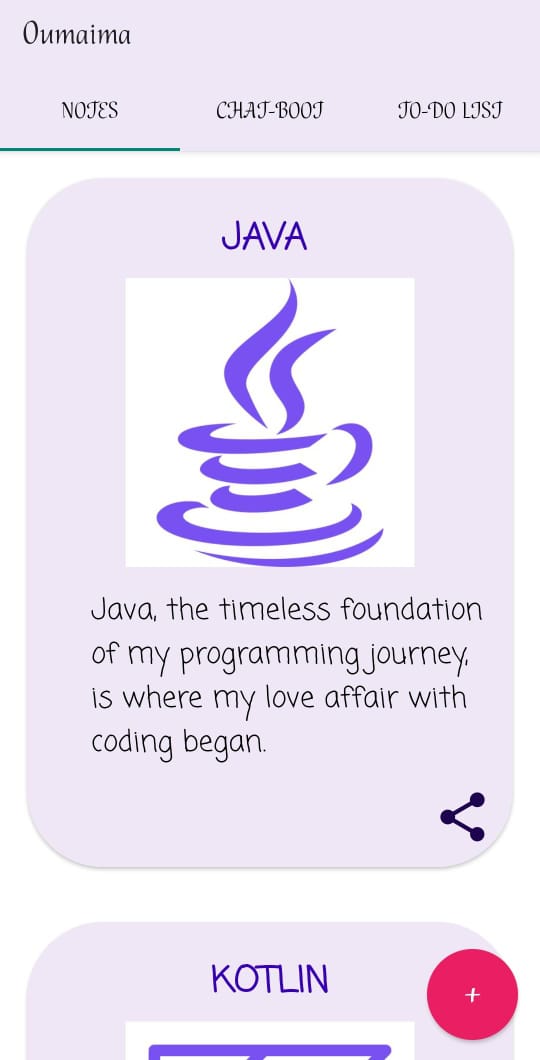 Oumaima
NOTES
CHAT-BOOT
TO-DO LIST
JAVA
Java, the timeless foundation
of my programming journey,
is where my love affair with
coding began.
KOTLIN
+